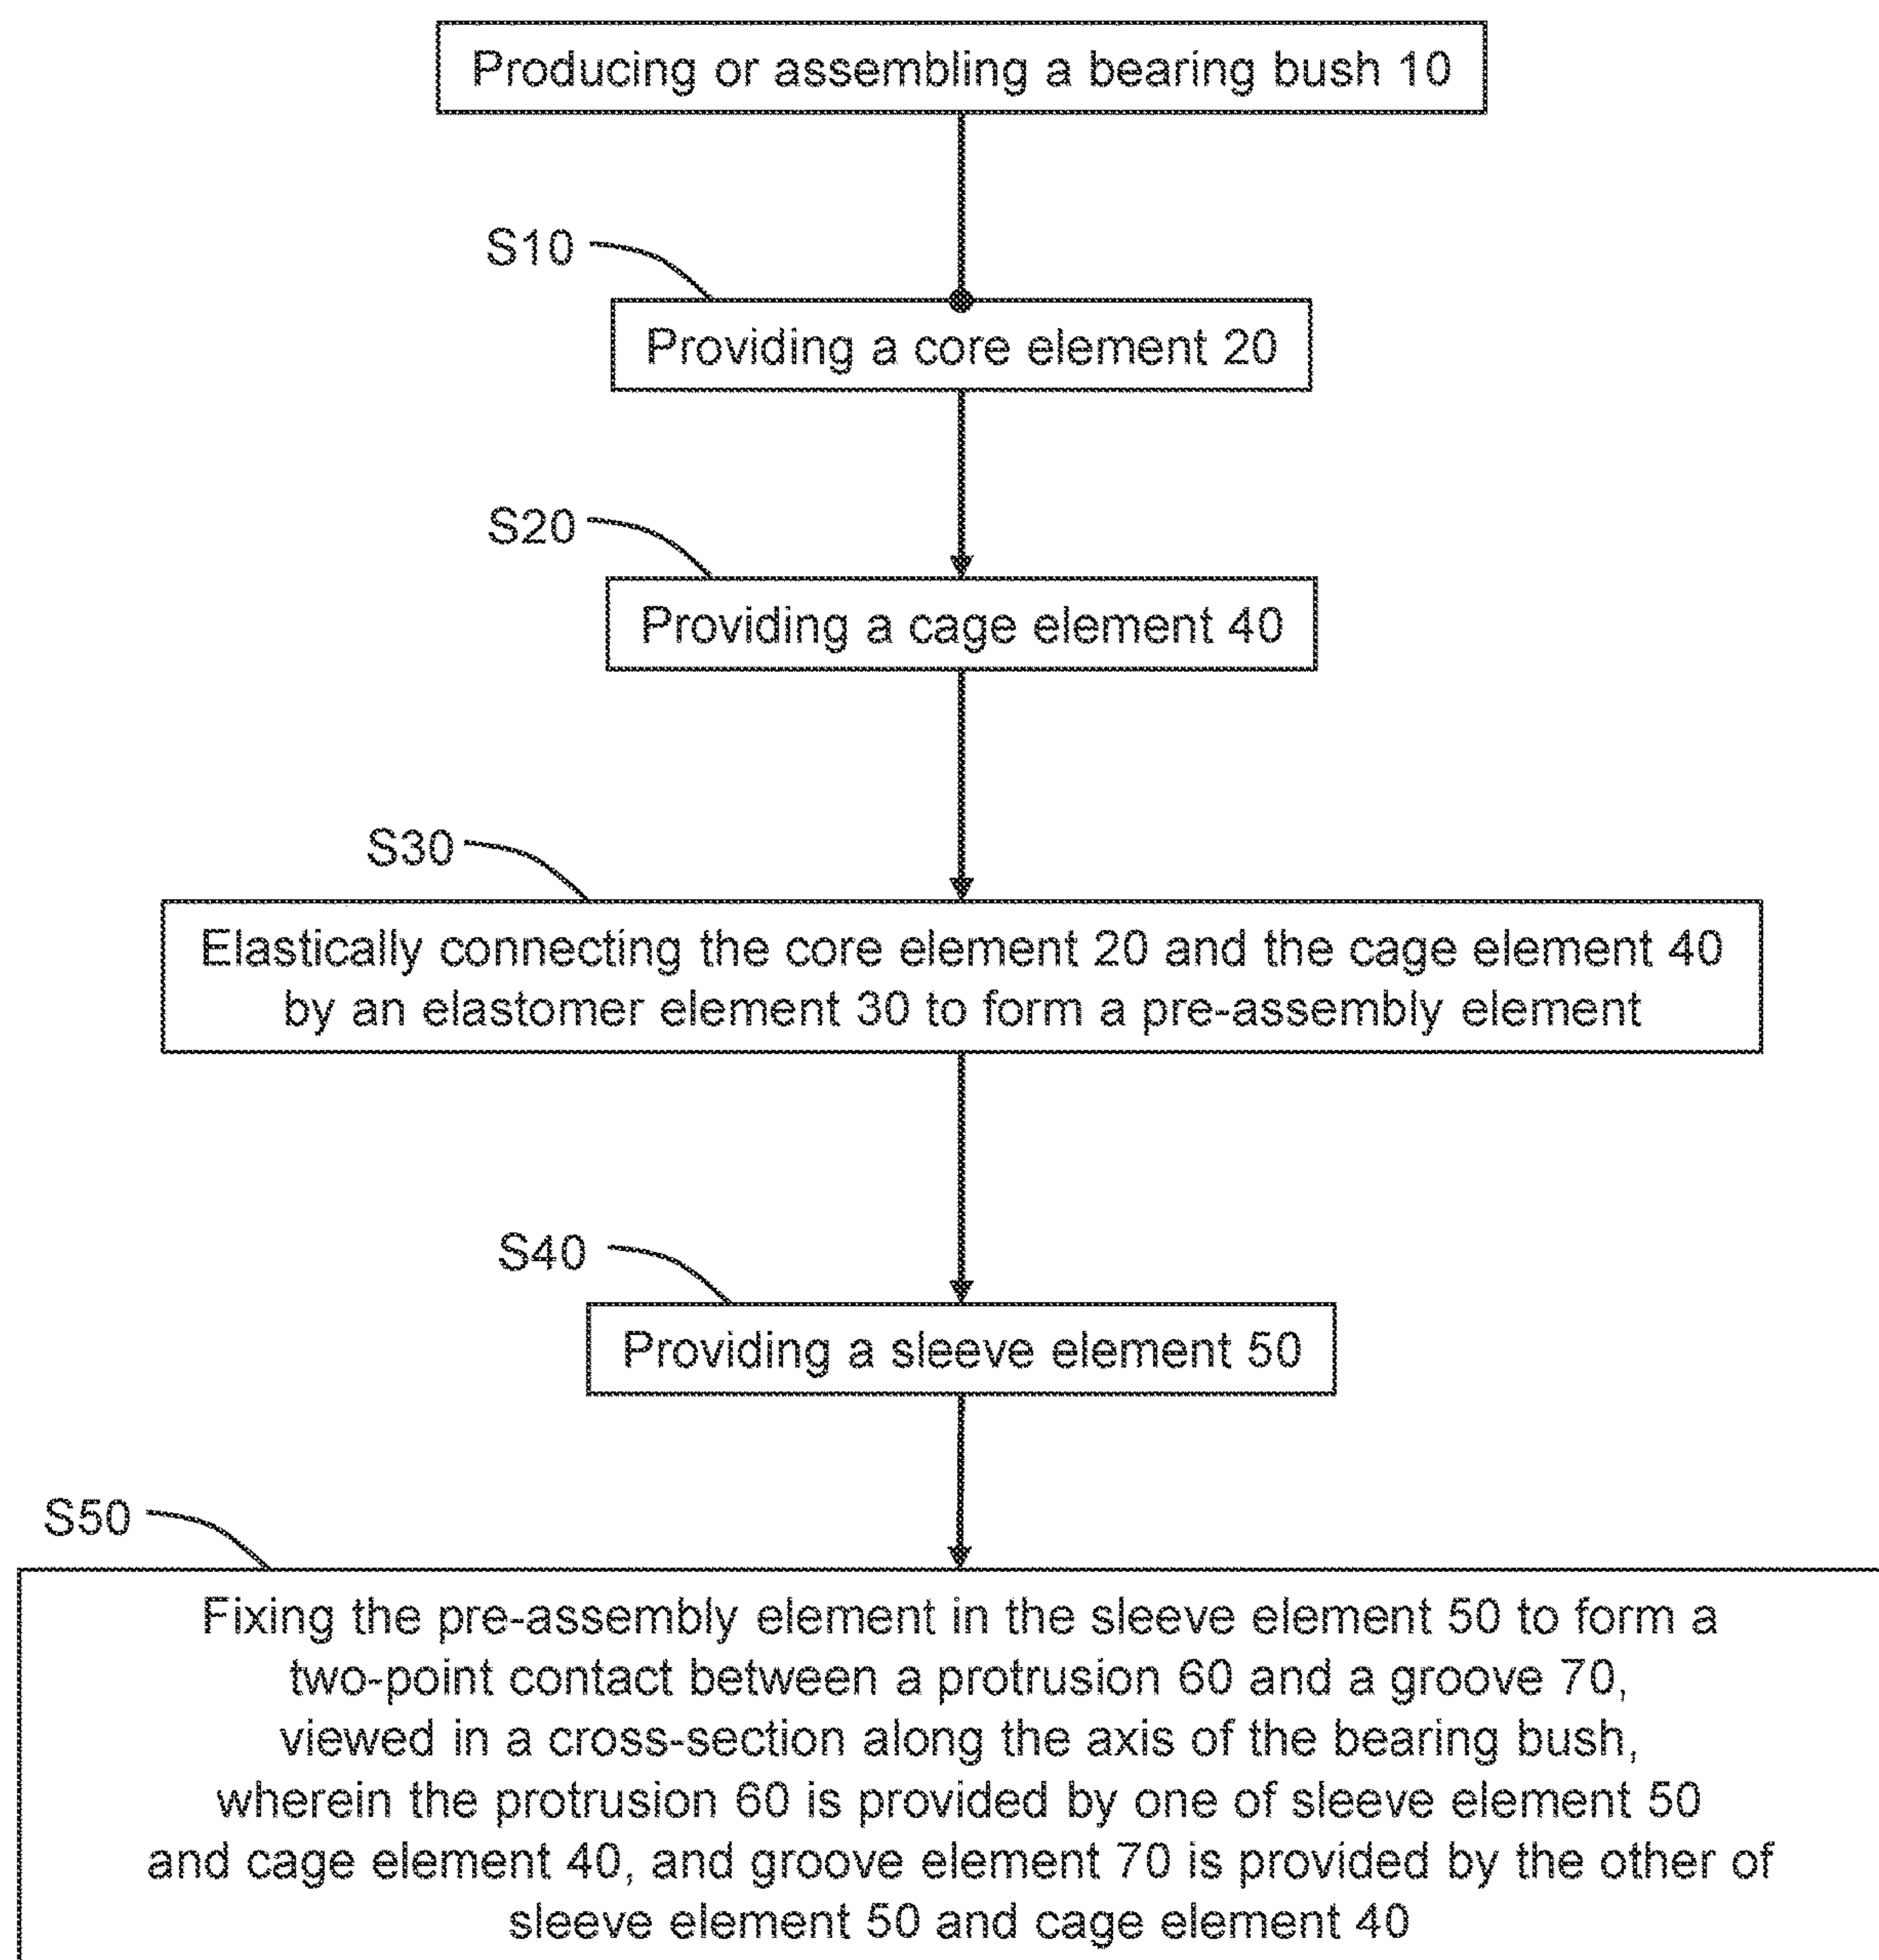 Producing or assembling a bearing bush 10
S10
Providing a core element 20
S20
Providing a cage element 40
S30
Elastically connecting the core element 20 and the cage element 40
by an elastomer element 30 to form a pre-assembly element
S40
Providing a sleeve element 50
S50
Fixing the pre-assembly element in the sleeve element 50 to form a
two-point contact between a protrusion 60 and a groove 70,
viewed in a cross-section along the axis of the bearing bush,
wherein the protrusion 60 is provided by one of sleeve element 50
and cage element 40, and groove element 70 is provided by the other of
sleeve element 50 and cage element 40